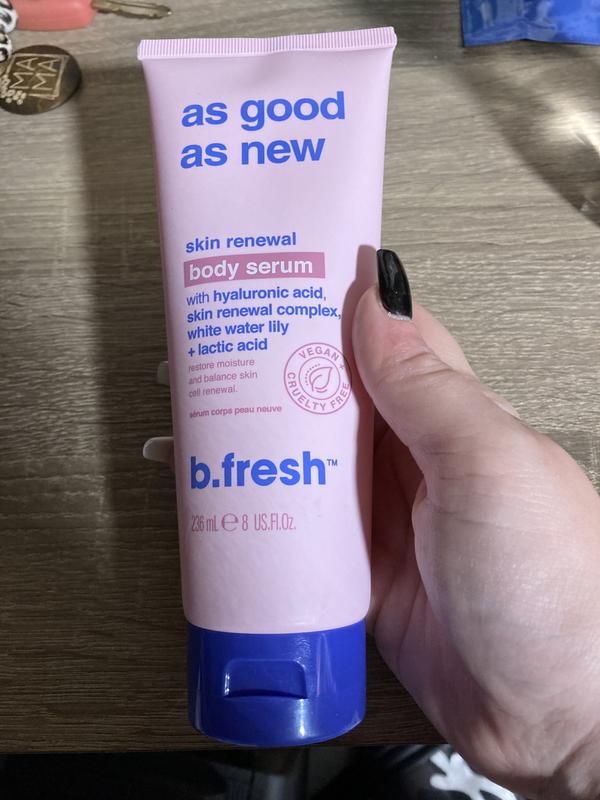 MA
MA
as good
as new
skin renewal
body serum
with hyaluronic acid,
skin renewal complex,
white water lily
+ lactic acid
restore moisture
and balance skin
cell renewal.
VEGAN +
CRUELTY FREE
sérum corps peau neuve
b.fresh™
236 mL ℮ 8 US.Fl.Oz.